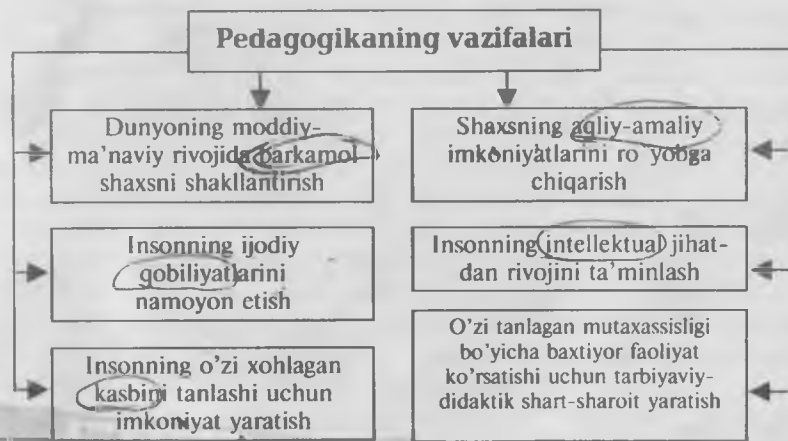 Pedagogikaning vazifalari
Dunyoning moddiy-
ma'naviy rivojida barkamol
shaxsni shakllantirish
Shaxsning aqliy-amaliy
imkoniyatlarini ro'yobga
chiqarish
Insonning ijodiy
qobiliyatlarini
namoyon etish
Insonning intellektual jihat-
dan rivojini ta'minlash
Insonning o'zi xohlagan
kasbini tanlashi uchun
imkoniyat yaratish
O'zi tanlagan mutaxassisligi
bo'yicha baxtiyor faoliyat
ko'rsatishi uchun tarbiyaviy-
didaktik shart-sharoit yaratish